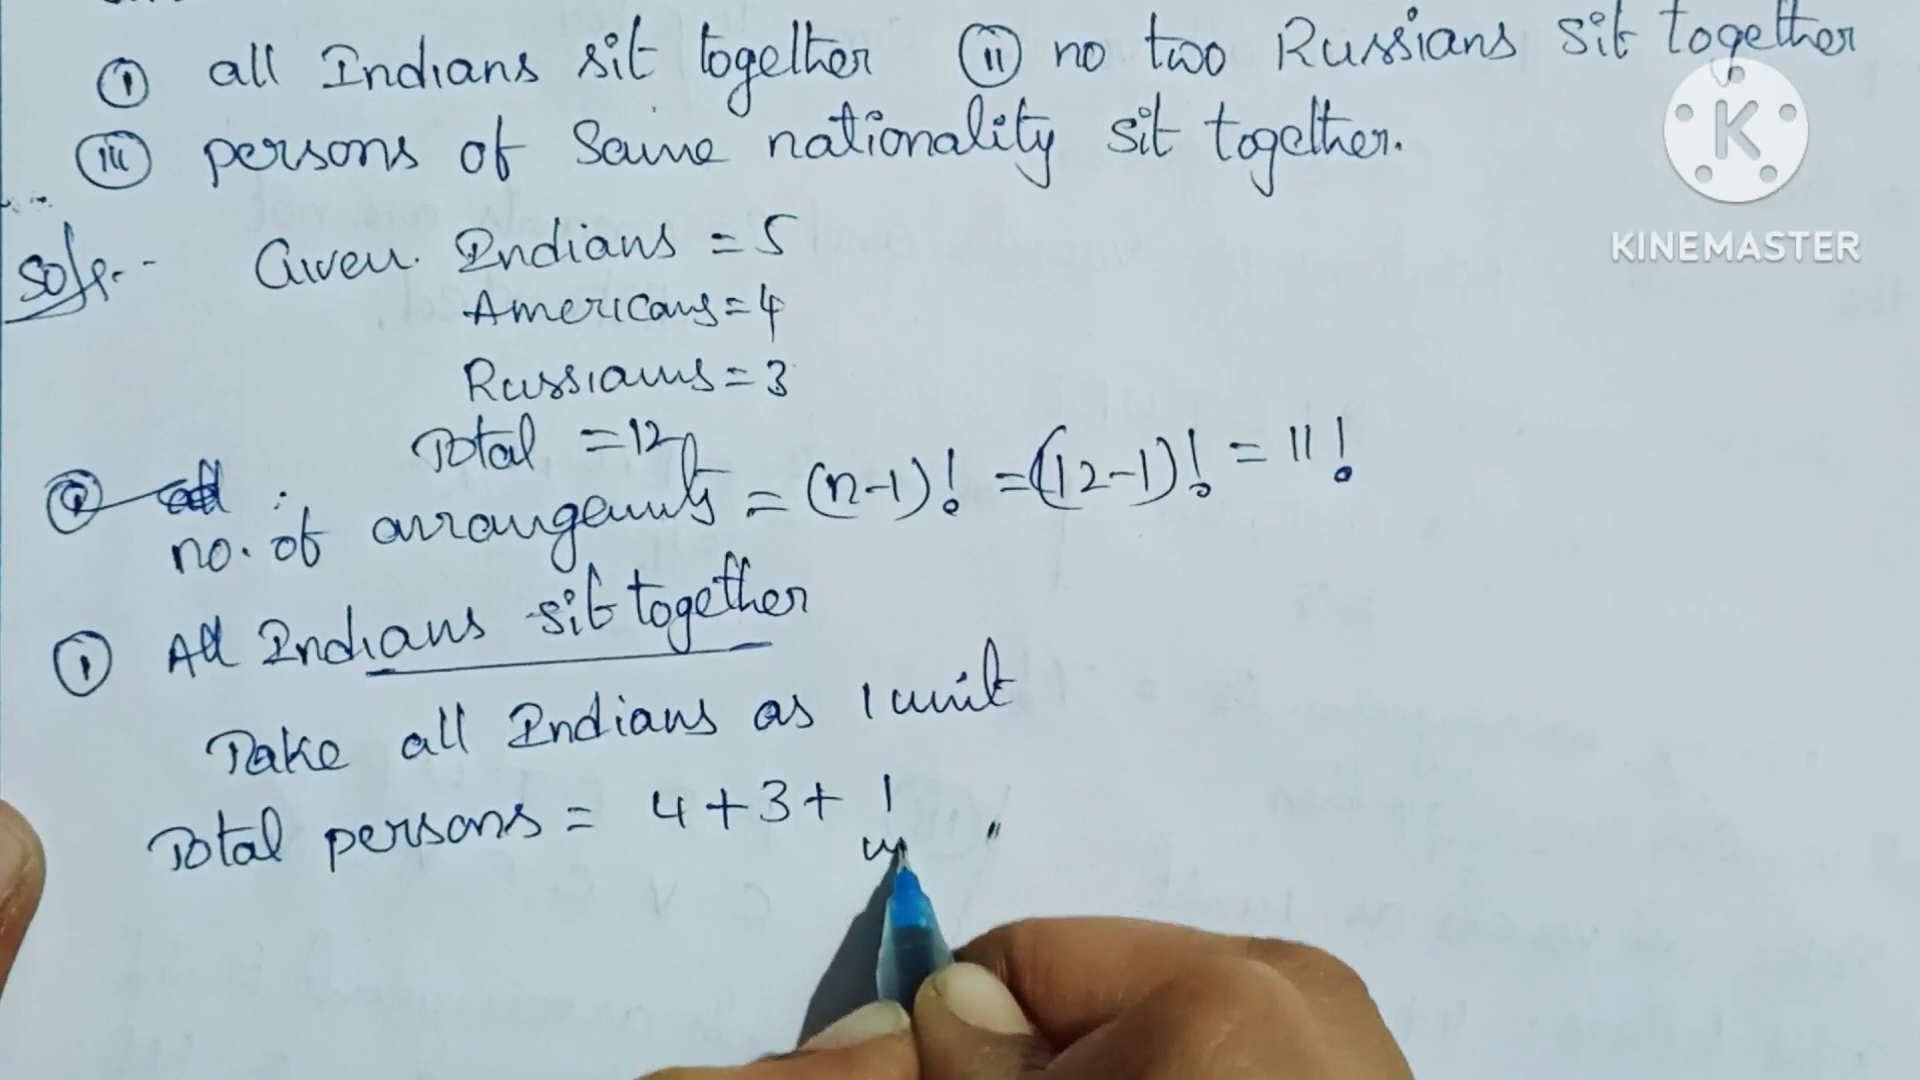 (i) all Indians sit together (ii) no two Russians sit together
(iii) persons of Same nationality sit together.
K
KINEMASTER
Soln:- Given. Indians = 5
Americans = 4
Russians = 3
Total = 12
no. of arrangements = (n-1)! = (12-1)! = 11!
(i) All Indians sit together
Take all Indians as 1 unit
Total persons = 4+3+ 1